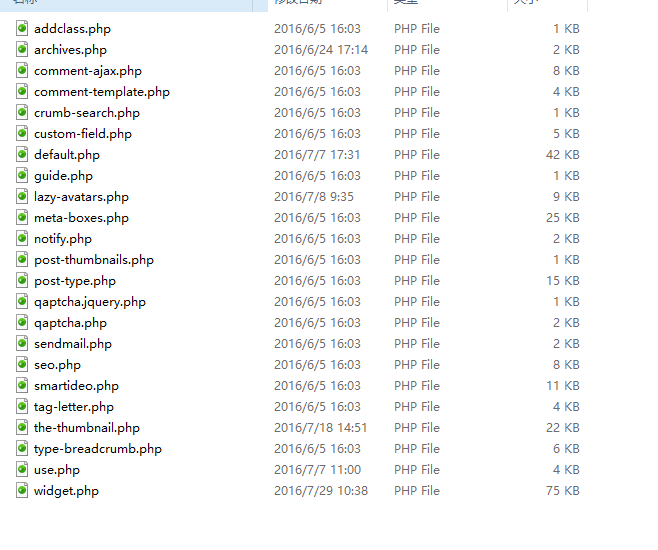 名称 修改日期 类型 大小
addclass.php 2016/6/5 16:03 PHP File 1 KB
archives.php 2016/6/24 17:14 PHP File 2 KB
comment-ajax.php 2016/6/5 16:03 PHP File 8 KB
comment-template.php 2016/6/5 16:03 PHP File 4 KB
crumb-search.php 2016/6/5 16:03 PHP File 1 KB
custom-field.php 2016/6/5 16:03 PHP File 5 KB
default.php 2016/7/7 17:31 PHP File 42 KB
guide.php 2016/6/5 16:03 PHP File 1 KB
lazy-avatars.php 2016/7/8 9:35 PHP File 9 KB
meta-boxes.php 2016/6/5 16:03 PHP File 25 KB
notify.php 2016/6/5 16:03 PHP File 2 KB
post-thumbnails.php 2016/6/5 16:03 PHP File 1 KB
post-type.php 2016/6/5 16:03 PHP File 15 KB
qaptcha.jquery.php 2016/6/5 16:03 PHP File 1 KB
qaptcha.php 2016/6/5 16:03 PHP File 2 KB
sendmail.php 2016/6/5 16:03 PHP File 2 KB
seo.php 2016/6/5 16:03 PHP File 8 KB
smartideo.php 2016/6/5 16:03 PHP File 11 KB
tag-letter.php 2016/6/5 16:03 PHP File 4 KB
the-thumbnail.php 2016/7/18 14:51 PHP File 22 KB
type-breadcrumb.php 2016/6/5 16:03 PHP File 6 KB
use.php 2016/7/7 11:00 PHP File 4 KB
widget.php 2016/7/29 10:38 PHP File 75 KB